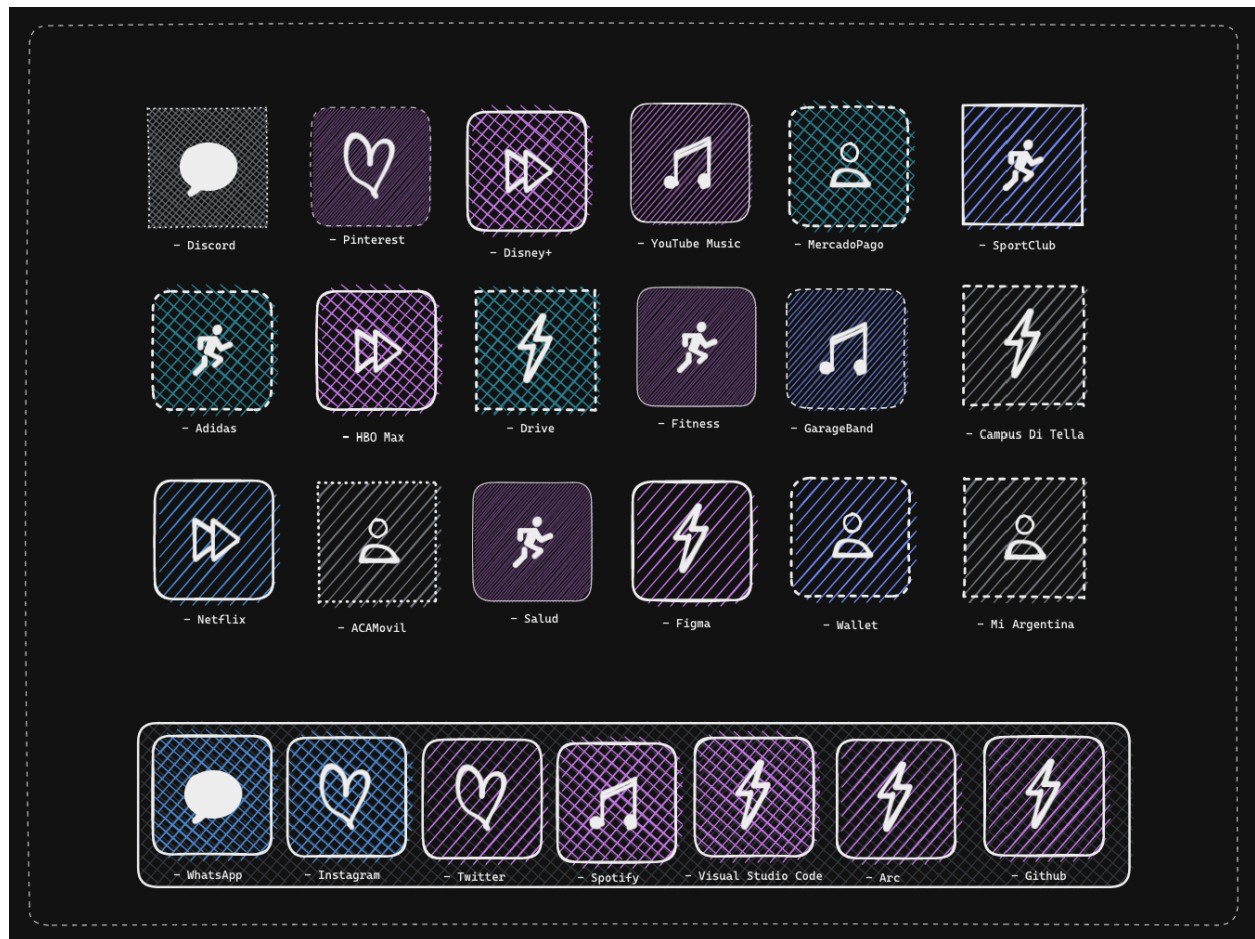 - Discord
- Pinterest
- Disney+
- YouTube Music
- MercadoPago
- SportClub
- Adidas
- HBO Max
- Drive
- Fitness
- GarageBand
- Campus Di Tella
- Netflix
- ACAMovil
- Salud
- Figma
- Wallet
- Mi Argentina
- WhatsApp
- Instagram
- Twitter
- Spotify
- Visual Studio Code
- Arc
- Github